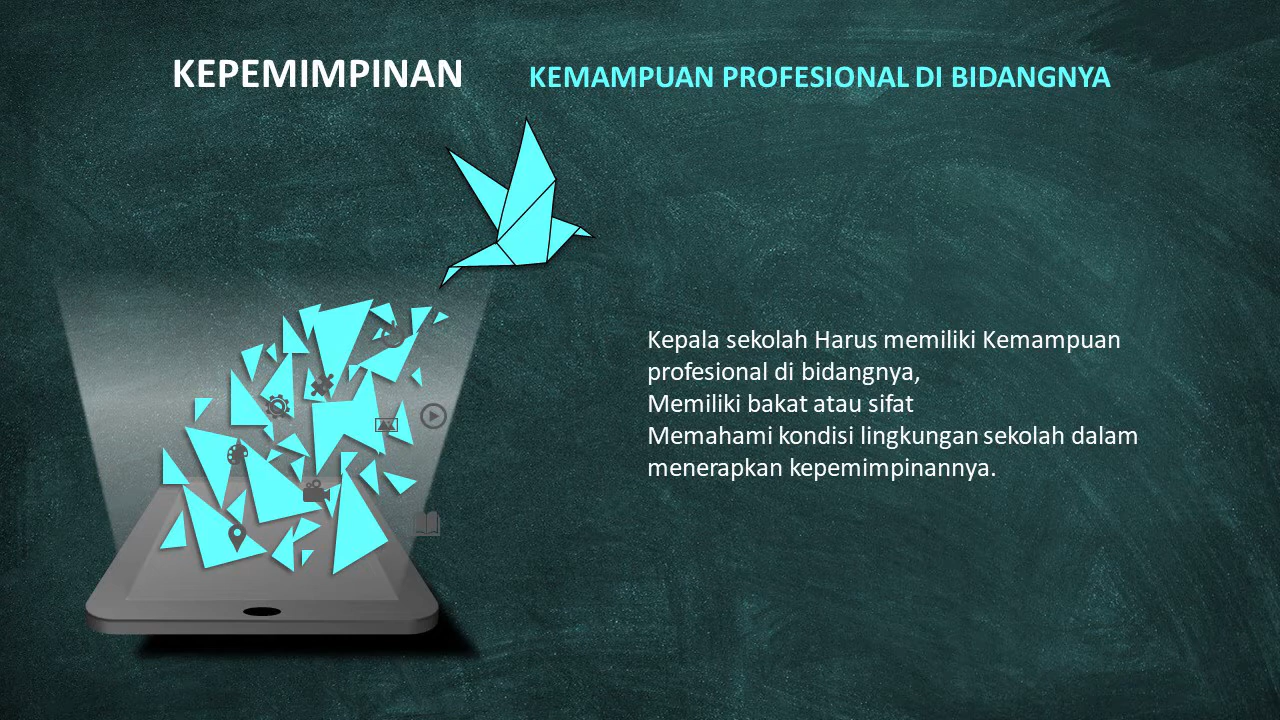 KEPEMIMPINAN
KEMAMPUAN PROFESIONAL DI BIDANGNYA
Kepala sekolah Harus memiliki Kemampuan
profesional di bidangnya,
Memiliki bakat atau sifat
Memahami kondisi lingkungan sekolah dalam
menerapkan kepemimpinannya.